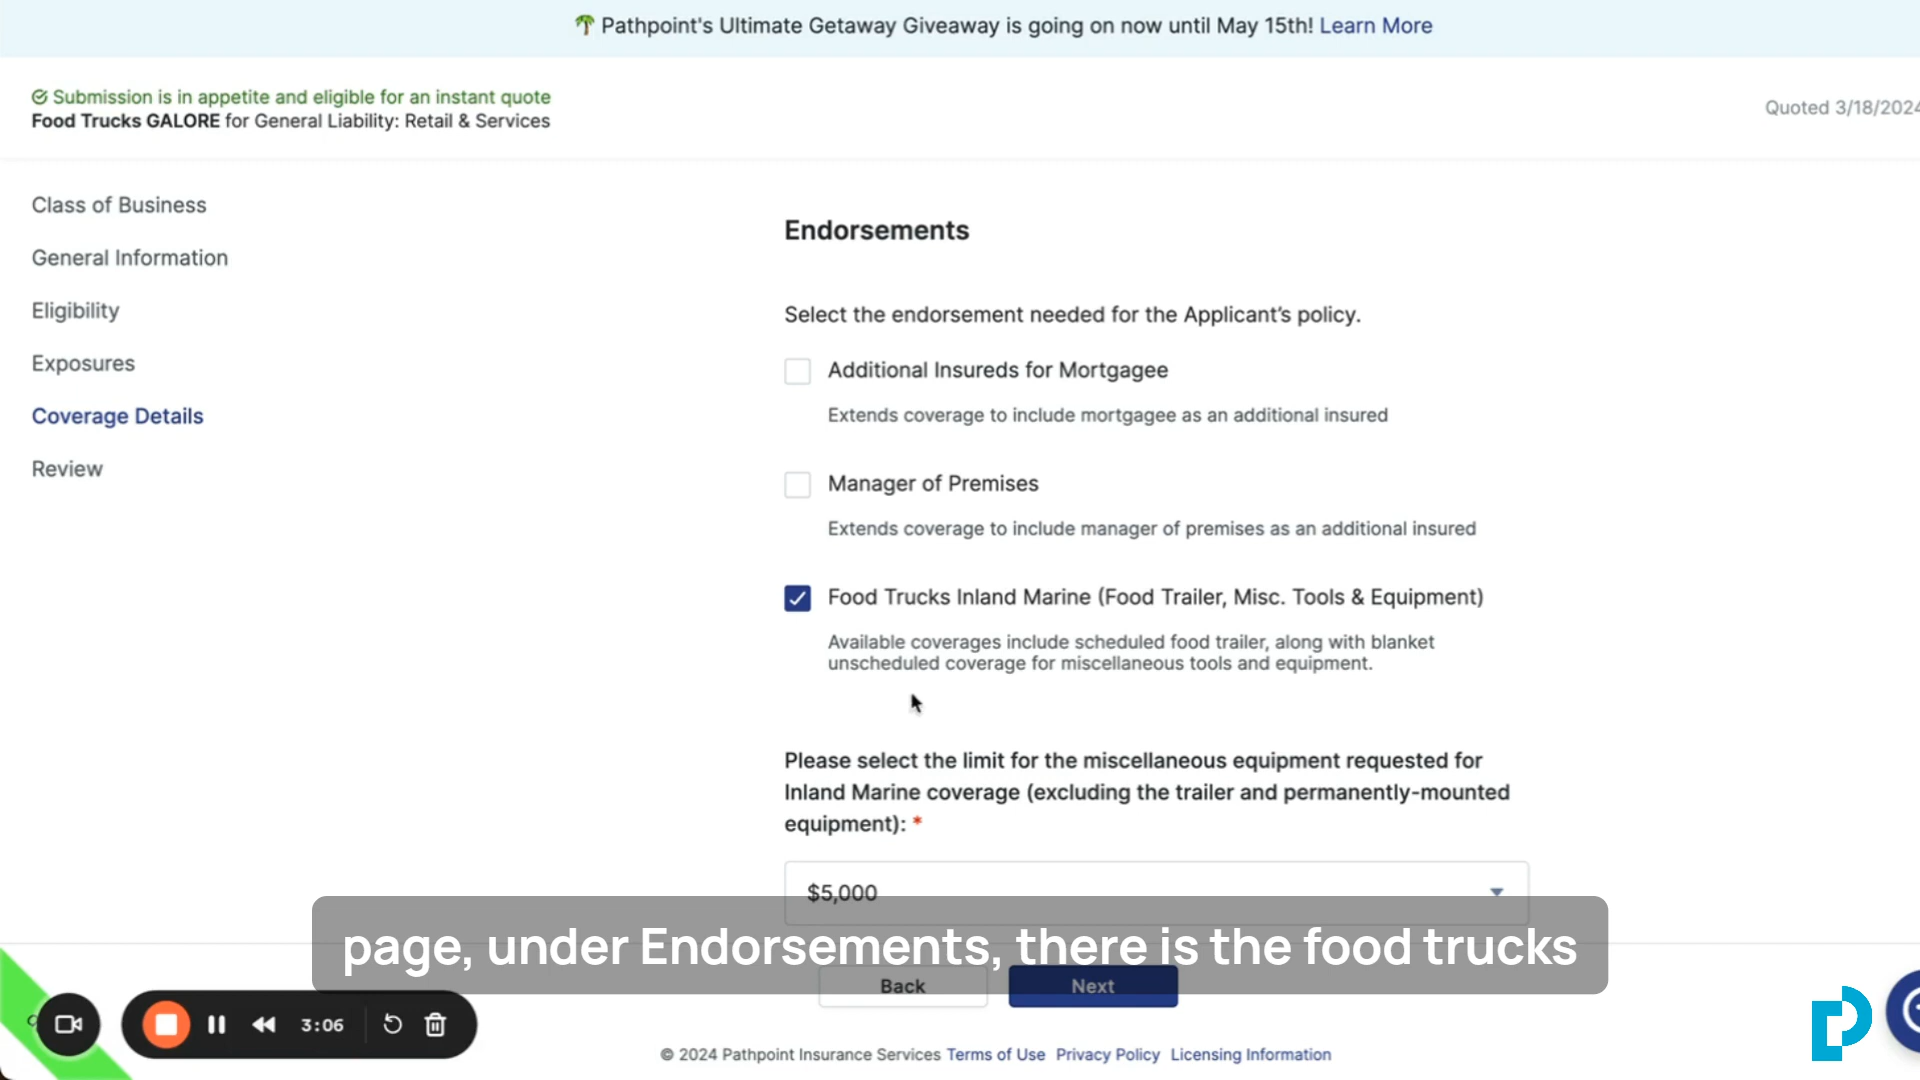 Pathpoint's Ultimate Getaway Giveaway is going on now until May 15th! Learn More
Submission is in appetite and eligible for an instant quote
Food Trucks GALORE for General Liability: Retail & Services
Quoted 3/18/2024
Class of Business
General Information
Eligibility
Exposures
Coverage Details
Review
Endorsements
Select the endorsement needed for the Applicant’s policy.
Additional Insureds for Mortgagee
Extends coverage to include mortgagee as an additional insured
Manager of Premises
Extends coverage to include manager of premises as an additional insured
Food Trucks Inland Marine (Food Trailer, Misc. Tools & Equipment)
Available coverages include scheduled food trailer, along with blanket
unscheduled coverage for miscellaneous tools and equipment.
Please select the limit for the miscellaneous equipment requested for
Inland Marine coverage (excluding the trailer and permanently-mounted
equipment): *
$5,000
page, under Endorsements, there is the food trucks
Back
Next
3:06
© 2024 Pathpoint Insurance Services Terms of Use Privacy Policy Licensing Information